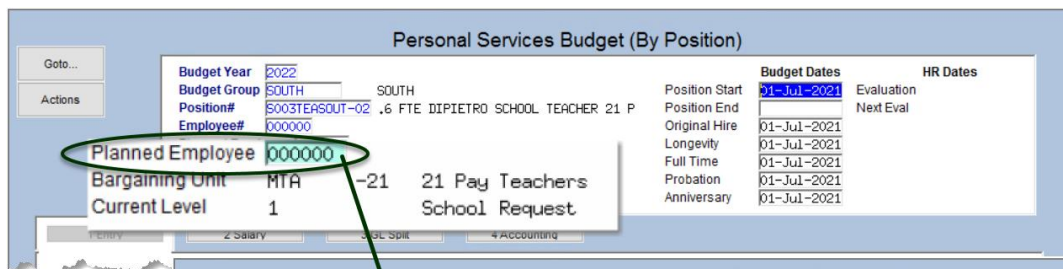 Personal Services Budget (By Position)
Goto...
Actions
Budget Year 2022
Budget Group SOUTH SOUTH
Position# S003TEASOUT-02 .6 FTE DIPIETRO SCHOOL TEACHER 21 P
Employee# 000000
Budget Dates HR Dates
Position Start 01-Jul-2021 Evaluation
Position End Next Eval
Original Hire 01-Jul-2021
Longevity 01-Jul-2021
Full Time 01-Jul-2021
Probation 01-Jul-2021
Anniversary 01-Jul-2021
Planned Employee 000000
Bargaining Unit MTA -21 21 Pay Teachers
Current Level 1 School Request
1 Entry 2 Salary 3 GL Split 4 Accounting